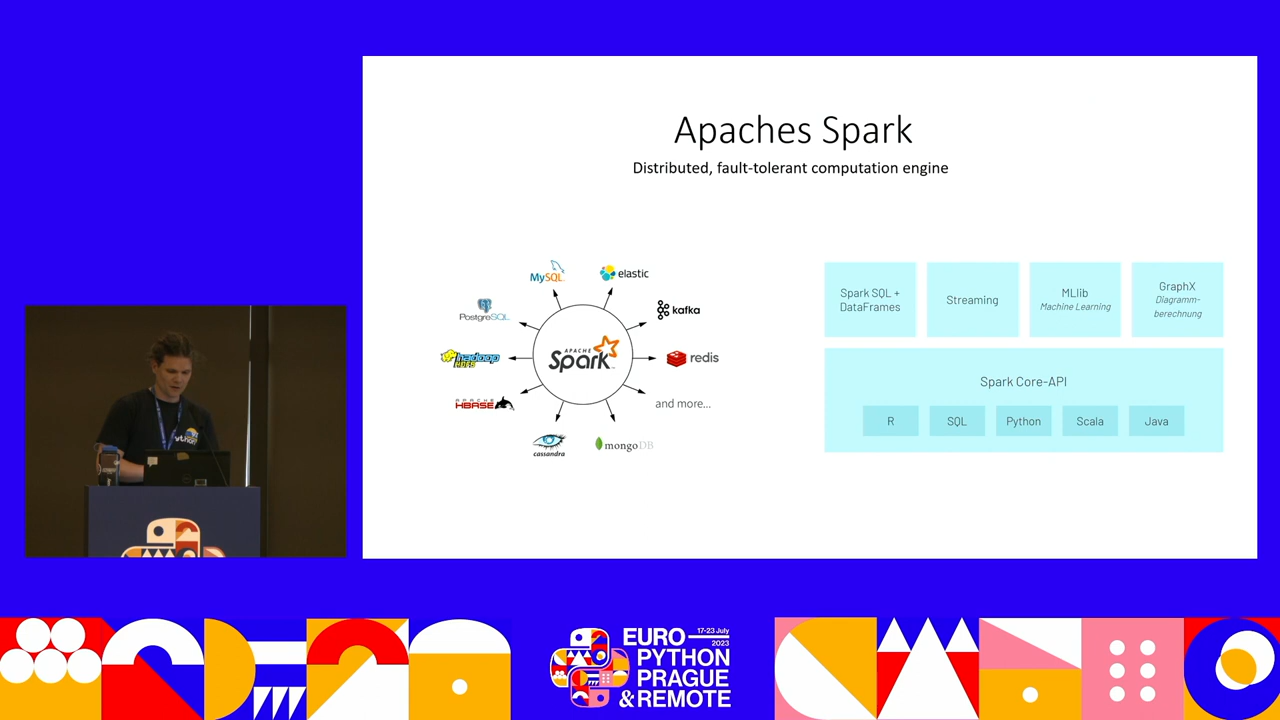 Apaches Spark
Distributed, fault-tolerant computation engine
MySQL
elastic
PostgreSQL
kafka
hadoop
HDFS
APACHE
Spark
redis
APACHE
HBASE
and more...
cassandra
mongoDB
Spark SQL +
DataFrames
Streaming
MLlib
Machine Learning
GraphX
Diagramm-
berechnung
Spark Core-API
R
SQL
Python
Scala
Java
17-23 July
2023
EURO
PYTHON
PRAGUE
& REMOTE